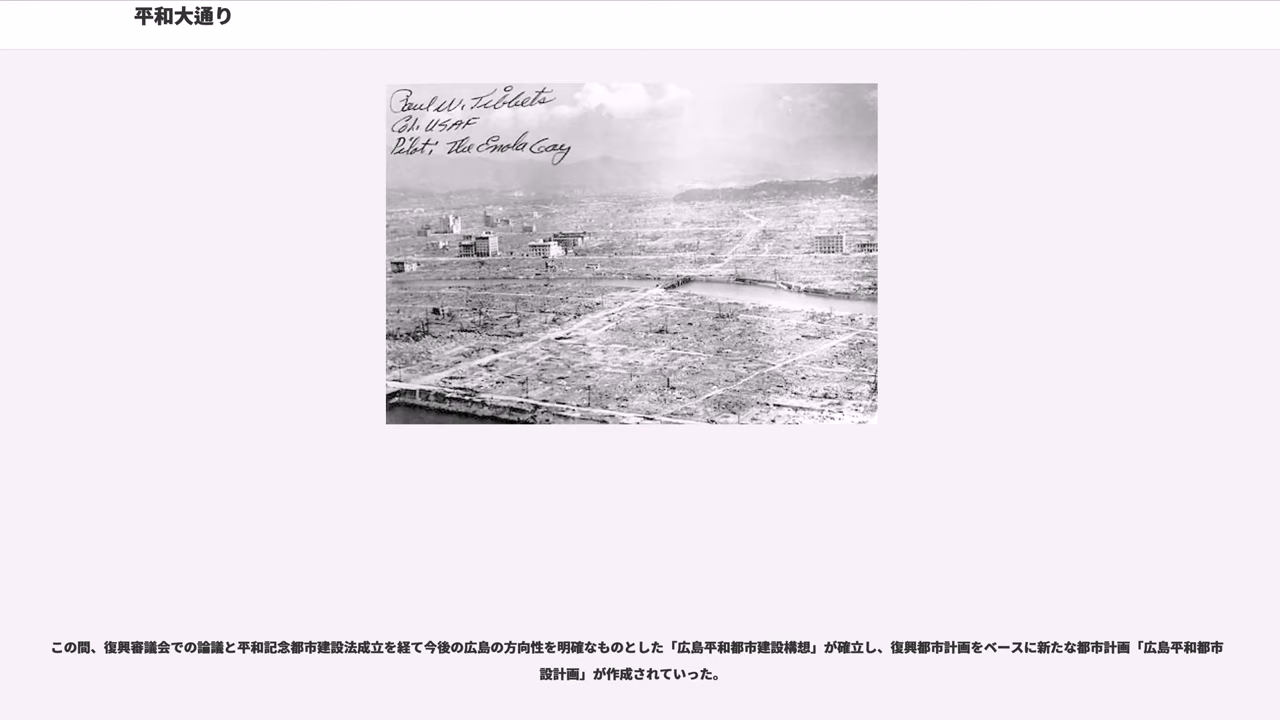 平和大通り
Paul W. Tibbets
Col. USAF
Pilot: The Enola Gay
この間、復興審議会での論議と平和記念都市建設法成立を経て今後の広島の方向性を明確なものとした「広島平和都市建設構想」が確立し、復興都市計画をベースに新たな都市計画「広島平和都市
設計画」が作成されていった。